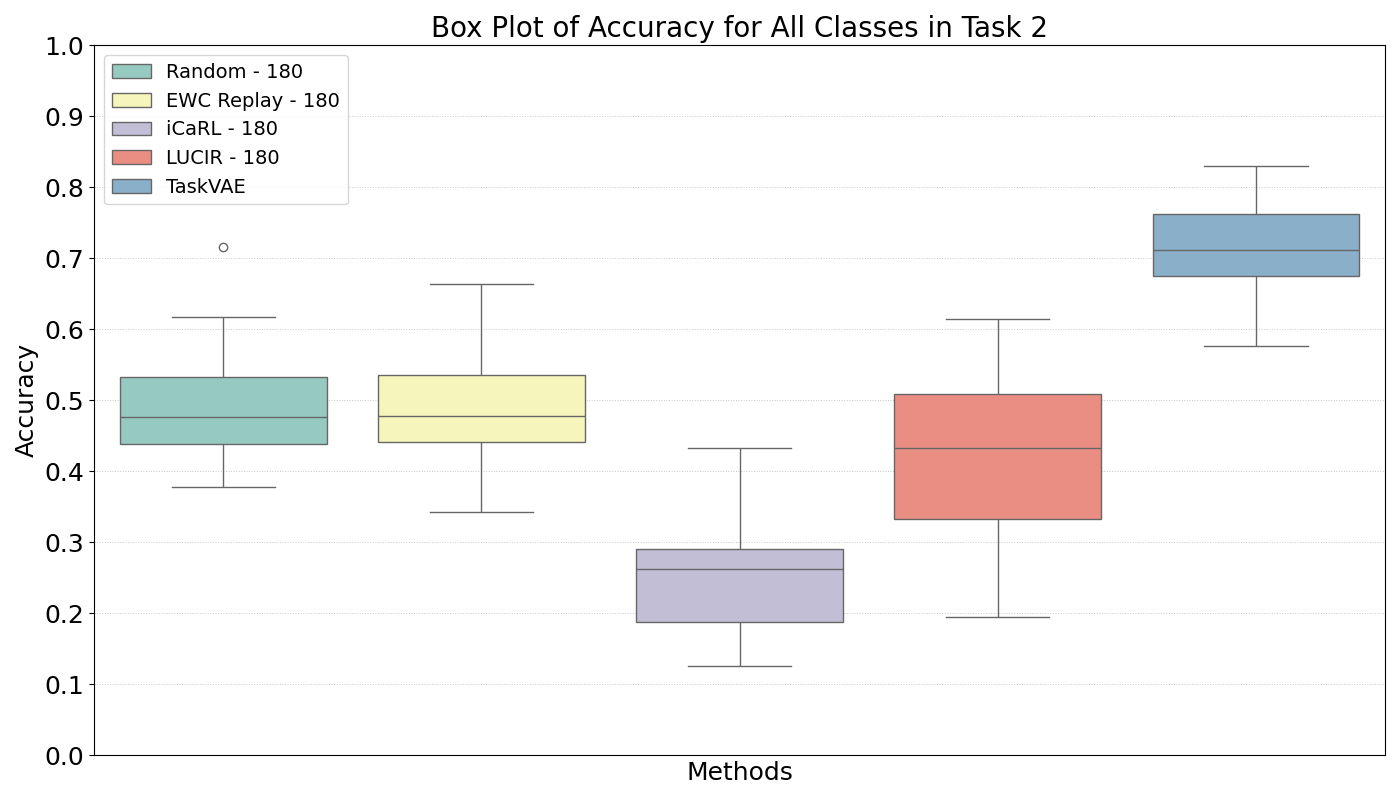 Box Plot of Accuracy for All Classes in Task 2
1.0
0.9
0.8
0.7
0.6
0.5
0.4
0.3
0.2
0.1
0.0
Accuracy
Random - 180
EWC Replay - 180
iCaRL - 180
LUCIR - 180
TaskVAE
Methods